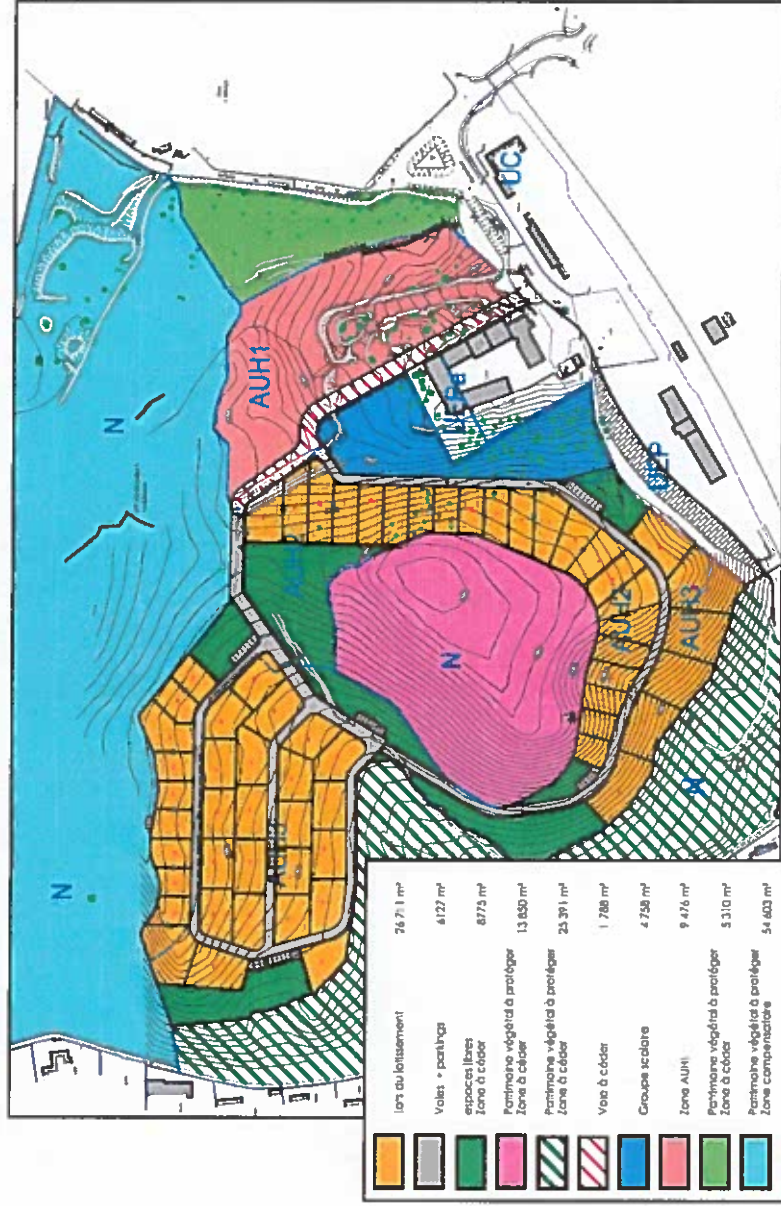 lots du lotissement 26 711 m²
Voies + parkings 6127 m²
espaces libres
Zone à céder 8775 m²
Patrimoine végétal à protéger
Zone à céder 13 850 m²
Patrimoine végétal à protéger
Zone à céder 25 391 m²
Voie à céder 1 788 m²
Groupe scolaire 4 758 m²
Zone AUH1 9 476 m²
Patrimoine végétal à protéger
Zone à céder 5 310 m²
Patrimoine végétal à protéger
Zone compensatoire 54 603 m²
N
N
AUH1
UC
N
AUH2
AUH3
N